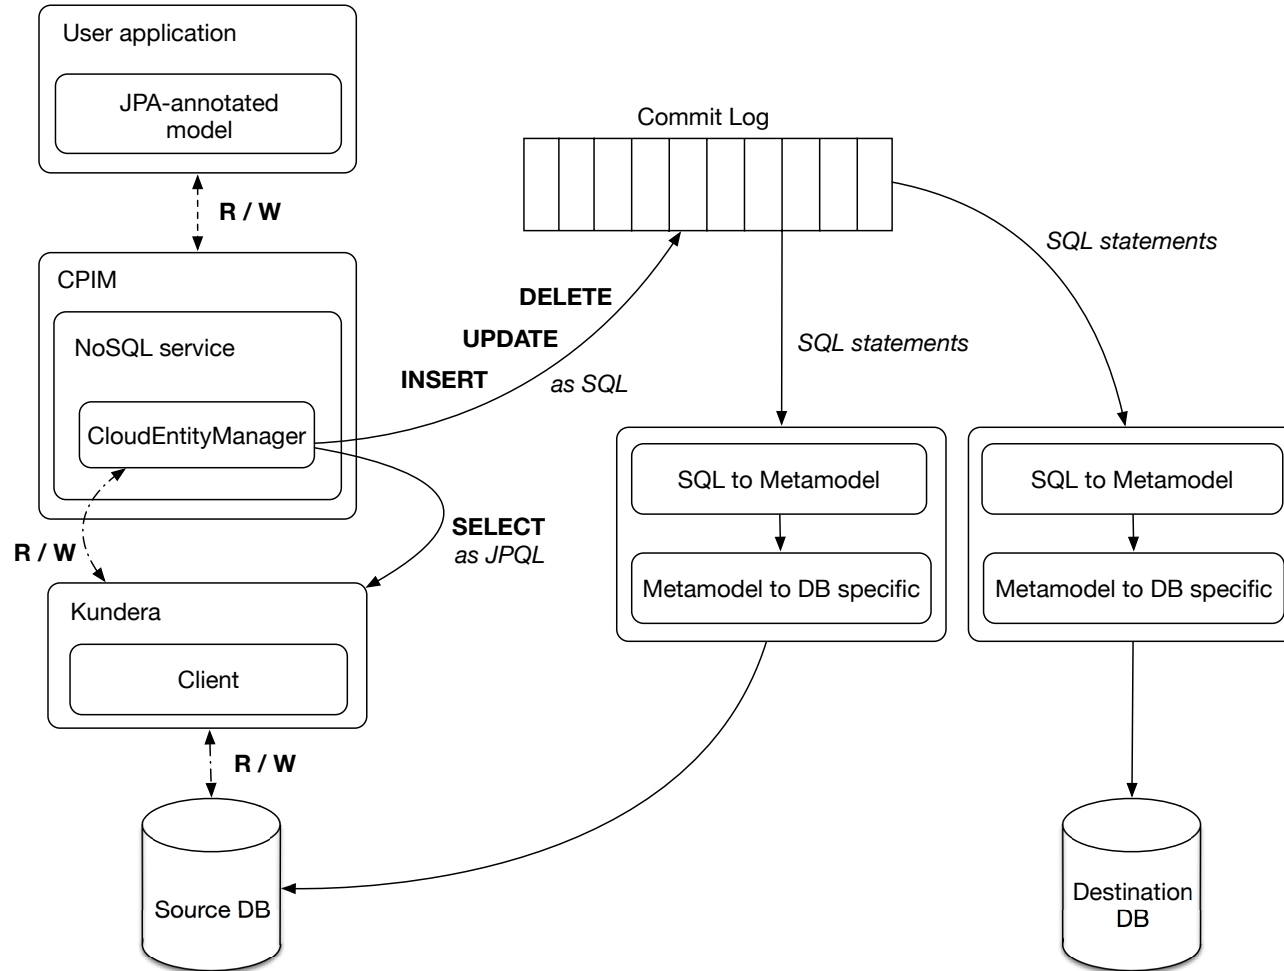 User application
JPA-annotated
model
R / W
CPIM
NoSQL service
CloudEntityManager
R / W
Kundera
Client
R / W
Source DB
Commit Log
DELETE
UPDATE
INSERT
as SQL
SELECT
as JPQL
SQL statements
SQL to Metamodel
Metamodel to DB specific
SQL statements
SQL to Metamodel
Metamodel to DB specific
Destination
DB